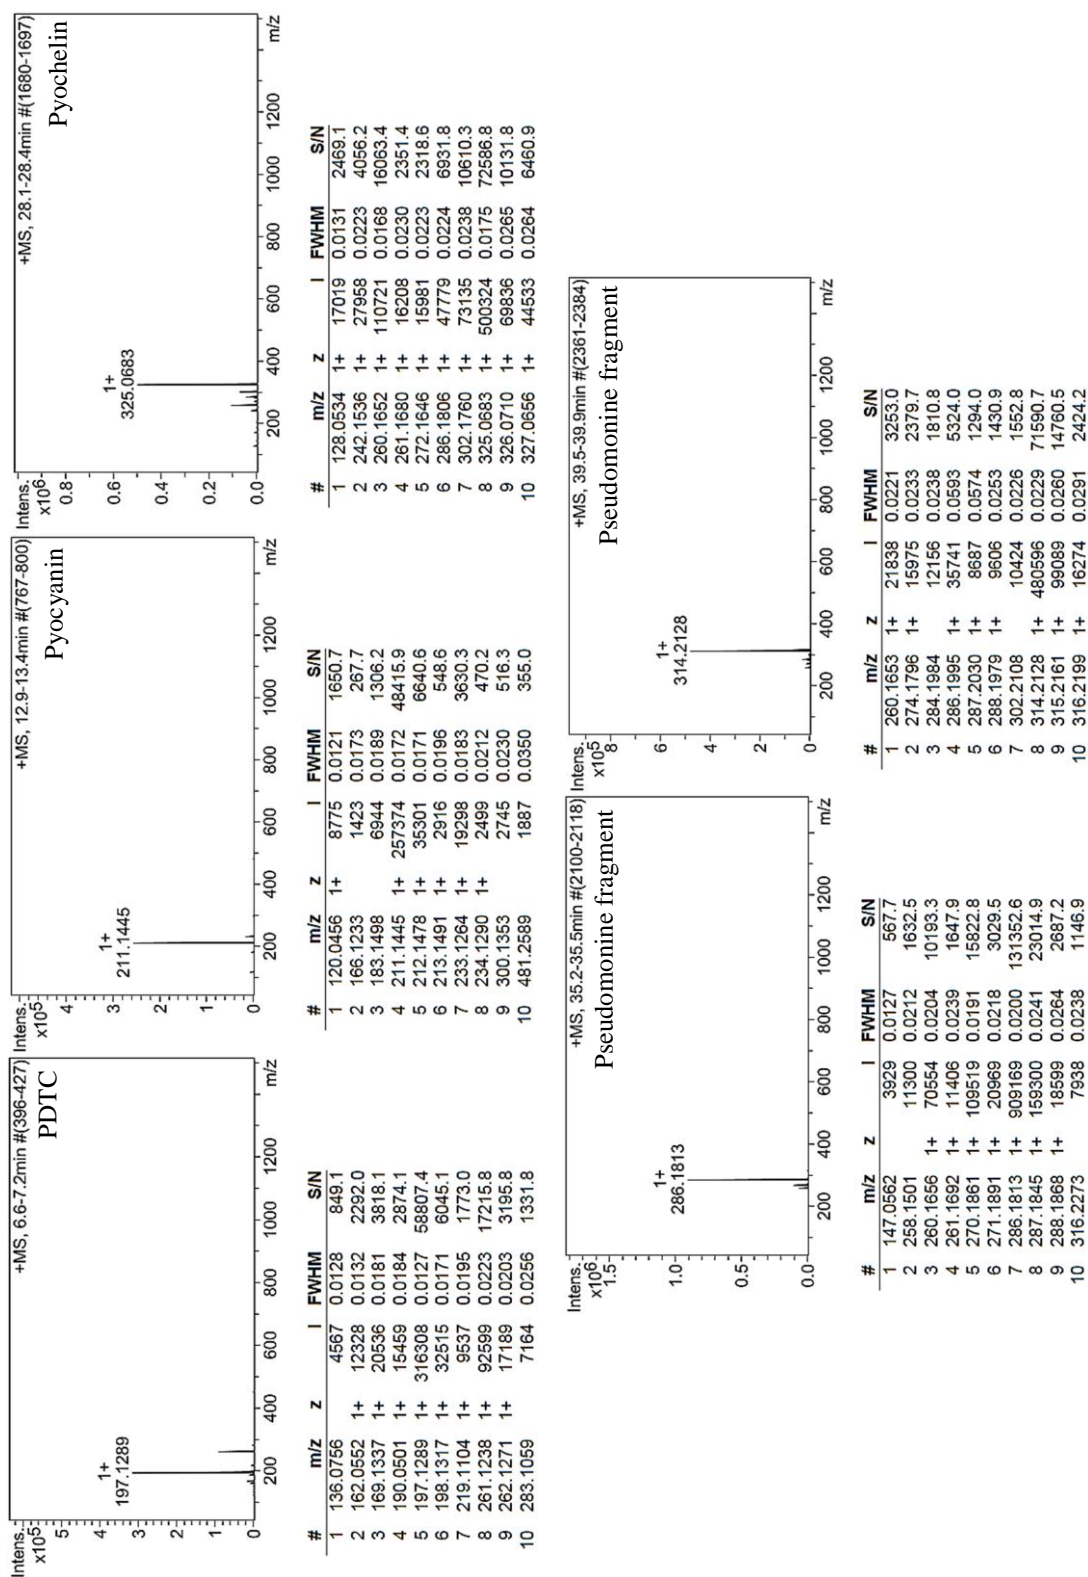 Intens.
x10⁵
+MS, 6.6-7.2min #(396-427)
PDTC
5
4
3
2
1
0
1+
197.1289
200 400 600 800 1000 1200 m/z
# m/z z I FWHM S/N
1 136.0756 4567 0.0128 849.1
2 162.0552 1+ 12328 0.0132 2292.0
3 169.1337 1+ 20536 0.0181 3818.1
4 190.0501 1+ 15459 0.0184 2874.1
5 197.1289 1+ 316308 0.0127 58807.4
6 198.1317 1+ 32515 0.0171 6045.1
7 219.1104 1+ 9537 0.0195 1773.0
8 261.1238 1+ 92599 0.0223 17215.8
9 262.1271 1+ 17189 0.0203 3195.8
10 283.1059 7164 0.0256 1331.8
Intens.
x10⁵
+MS, 12.9-13.4min #(767-800)
Pyocyanin
4
3
2
1
0
1+
211.1445
200 400 600 800 1000 1200 m/z
# m/z z I FWHM S/N
1 120.0456 1+ 8775 0.0121 1650.7
2 166.1233 1423 0.0173 267.7
3 183.1498 6944 0.0189 1306.2
4 211.1445 1+ 257374 0.0172 48415.9
5 212.1478 1+ 35301 0.0171 6640.6
6 213.1491 1+ 2916 0.0196 548.6
7 233.1264 1+ 19298 0.0183 3630.3
8 234.1290 1+ 2499 0.0212 470.2
9 300.1353 2745 0.0230 516.3
10 481.2589 1887 0.0350 355.0
Intens.
x10⁶
+MS, 28.1-28.4min #(1680-1697)
Pyochelin
0.8
0.6
0.4
0.2
0.0
1+
325.0683
200 400 600 800 1000 1200 m/z
# m/z z I FWHM S/N
1 128.0534 1+ 17019 0.0131 2469.1
2 242.1536 1+ 27958 0.0223 4056.2
3 260.1652 1+ 110721 0.0168 16063.4
4 261.1680 1+ 16208 0.0230 2351.4
5 272.1646 1+ 15981 0.0223 2318.6
6 286.1806 1+ 47779 0.0224 6931.8
7 302.1760 1+ 73135 0.0238 10610.3
8 325.0683 1+ 500324 0.0175 72586.8
9 326.0710 1+ 69836 0.0265 10131.8
10 327.0656 1+ 44533 0.0264 6460.9
Intens.
x10⁶
+MS, 35.2-35.5min #(2100-2118)
Pseudomonine fragment
1.5
1.0
0.5
0.0
1+
286.1813
200 400 600 800 1000 1200 m/z
# m/z z I FWHM S/N
1 147.0562 3929 0.0127 567.7
2 258.1501 11300 0.0212 1632.5
3 260.1656 1+ 70554 0.0204 10193.3
4 261.1692 1+ 11406 0.0239 1647.9
5 270.1861 1+ 109519 0.0191 15822.8
6 271.1891 1+ 20969 0.0218 3029.5
7 286.1813 1+ 909169 0.0200 131352.6
8 287.1845 1+ 159300 0.0241 23014.9
9 288.1868 1+ 18599 0.0264 2687.2
10 316.2273 7938 0.0238 1146.9
Intens.
x10⁵
+MS, 39.5-39.9min #(2361-2384)
Pseudomonine fragment
8
6
4
2
0
1+
314.2128
200 400 600 800 1000 1200 m/z
# m/z z I FWHM S/N
1 260.1653 1+ 21838 0.0221 3253.0
2 274.1796 1+ 15975 0.0233 2379.7
3 284.1984 12156 0.0238 1810.8
4 286.1995 1+ 35741 0.0593 5324.0
5 287.2030 1+ 8687 0.0574 1294.0
6 288.1979 1+ 9606 0.0253 1430.9
7 302.2108 10424 0.0226 1552.8
8 314.2128 1+ 480596 0.0229 71590.7
9 315.2161 1+ 99089 0.0260 14760.5
10 316.2199 1+ 16274 0.0291 2424.2